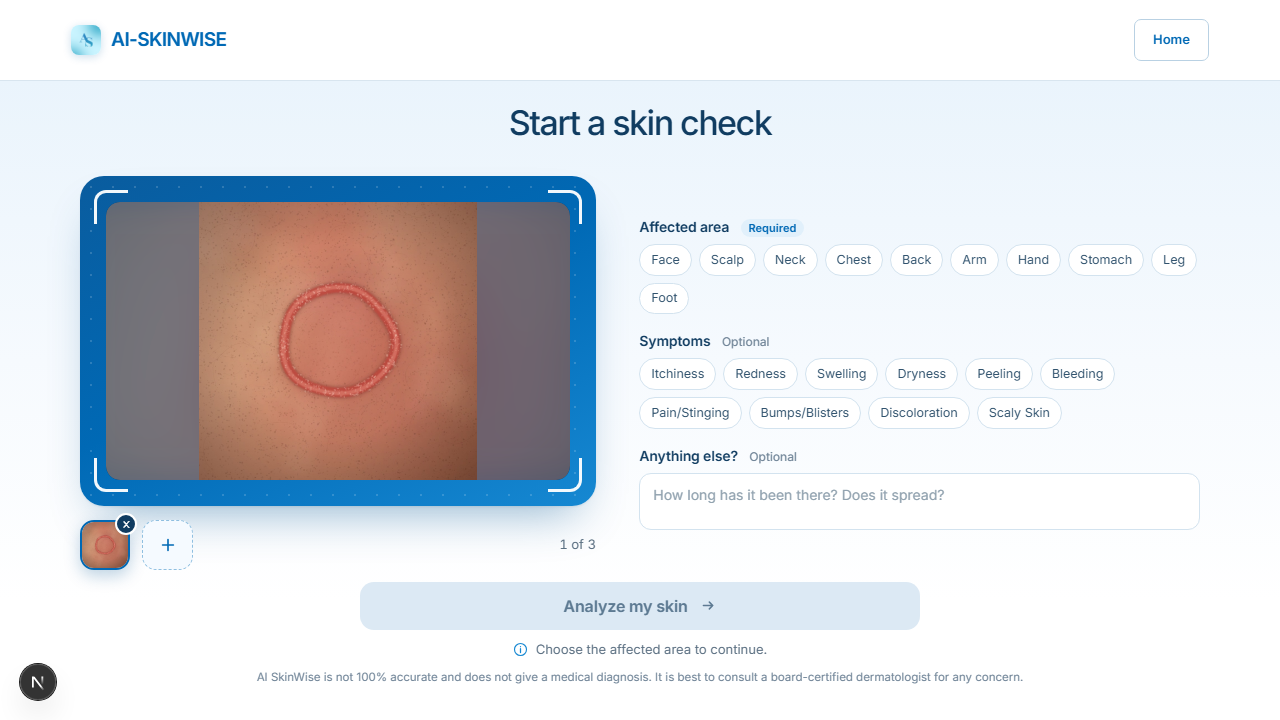 AI-SKINWISE
Home
Start a skin check
Affected area Required
Face Scalp Neck Chest Back Arm Hand Stomach Leg
Foot
Symptoms Optional
Itchiness Redness Swelling Dryness Peeling Bleeding
Pain/Stinging Bumps/Blisters Discoloration Scaly Skin
Anything else? Optional
How long has it been there? Does it spread?
x
+
1 of 3
Analyze my skin →
Choose the affected area to continue.
AI SkinWise is not 100% accurate and does not give a medical diagnosis. It is best to consult a board-certified dermatologist for any concern.
N